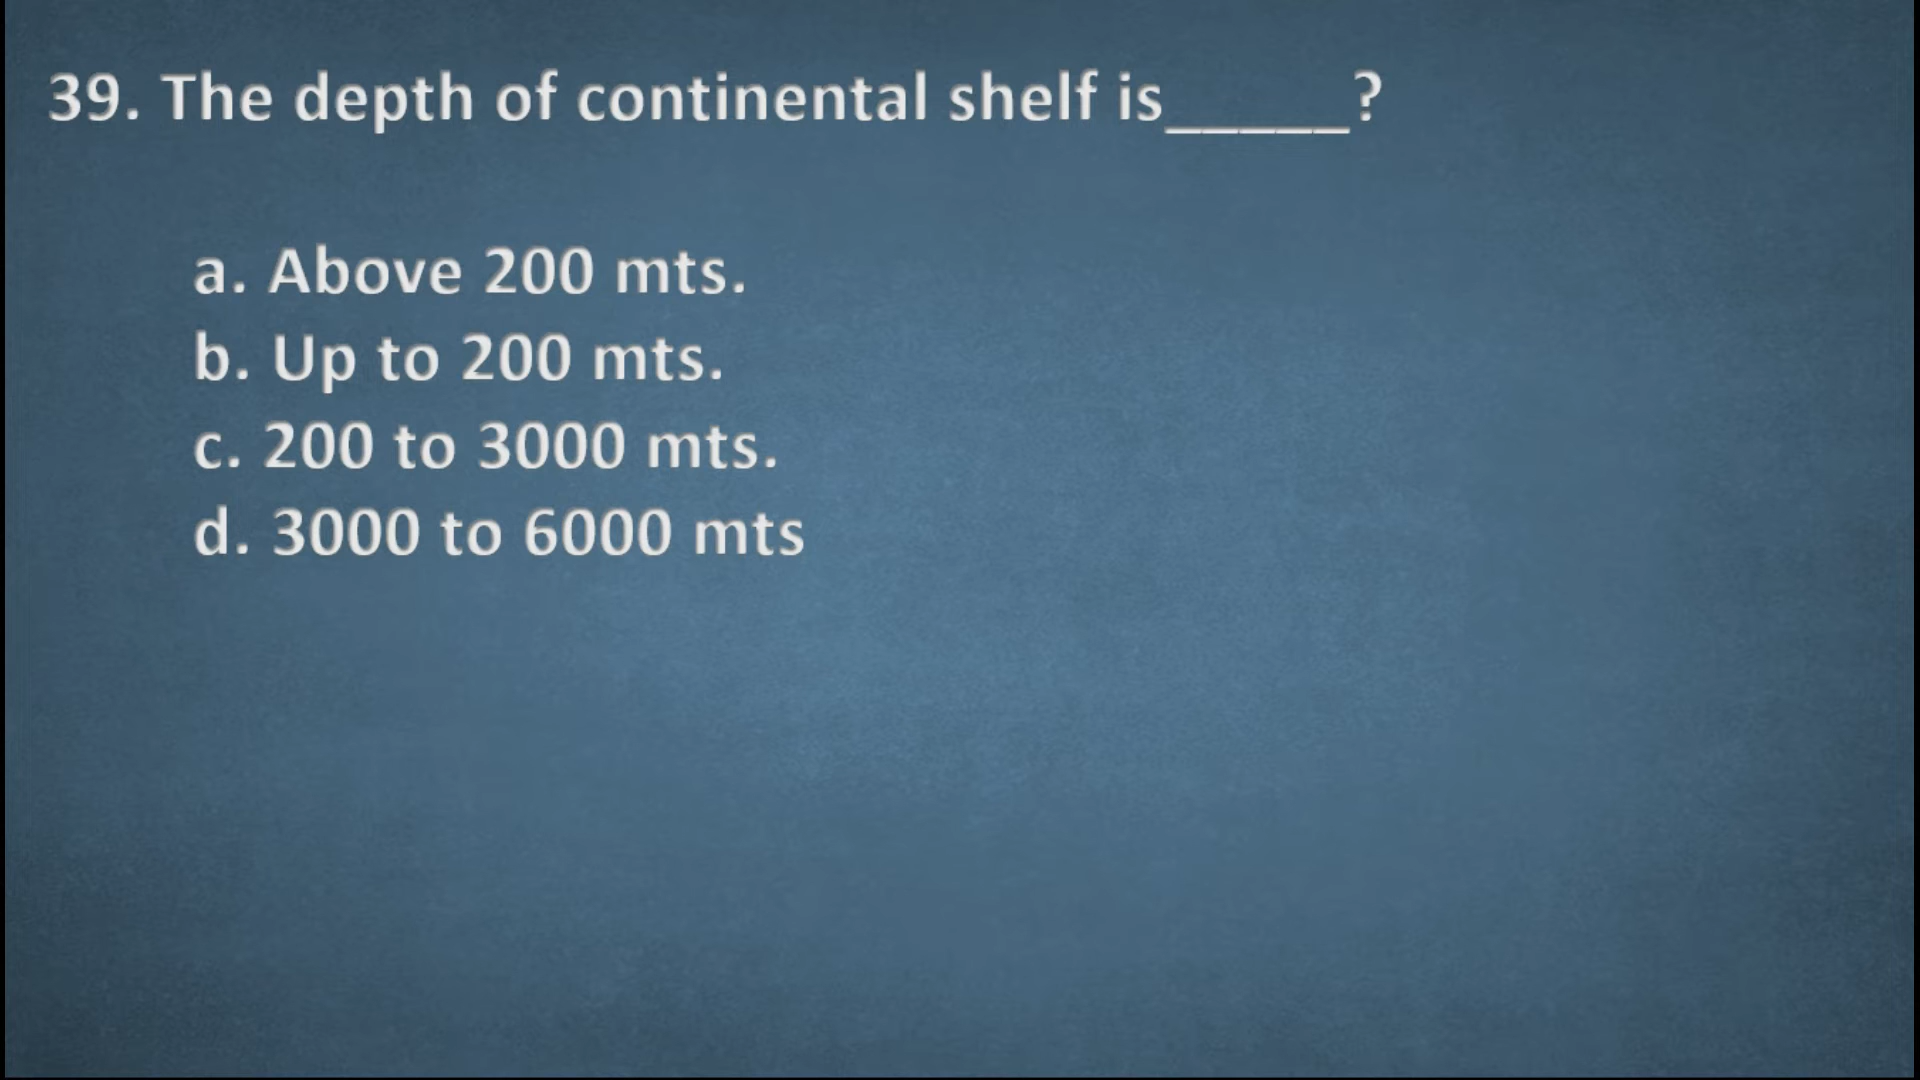 39. The depth of continental shelf is_____?
a. Above 200 mts.
b. Up to 200 mts.
c. 200 to 3000 mts.
d. 3000 to 6000 mts